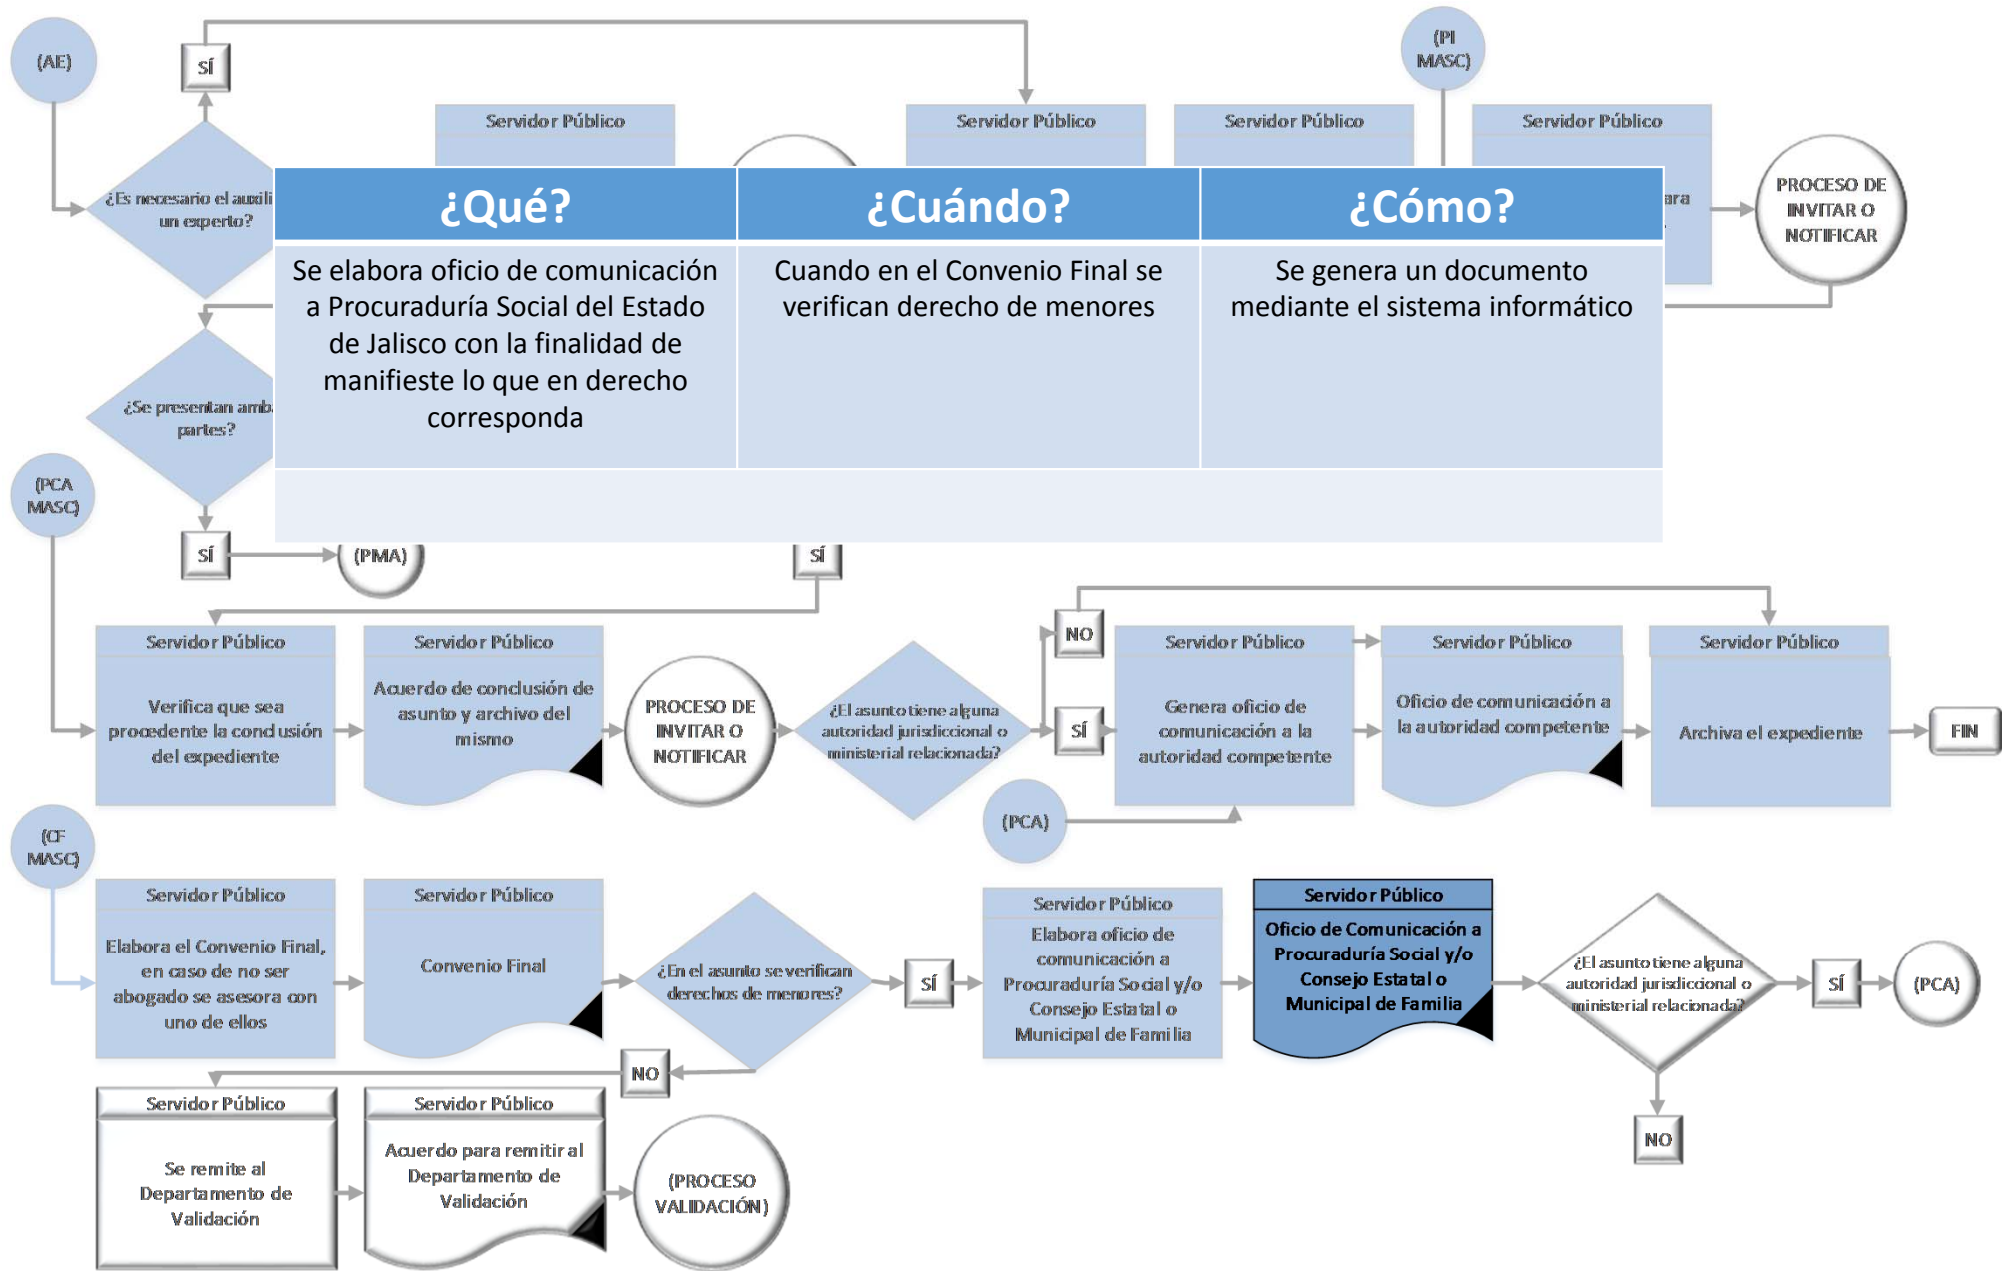 (AE)
SÍ
(PI
MASC)
Servidor Público
Servidor Público
Servidor Público
Servidor Público
¿Es necesario el auxili
un experto?
ara
PROCESO DE
INVITAR O
NOTIFICAR
¿Qué?
¿Cuándo?
¿Cómo?
Se elabora oficio de comunicación
a Procuraduría Social del Estado
de Jalisco con la finalidad de
manifieste lo que en derecho
corresponda
Cuando en el Convenio Final se
verifican derecho de menores
Se genera un documento
mediante el sistema informático
¿Se presentan amb
partes?
(PCA
MASC)
SÍ
(PMA)
SÍ
Servidor Público
Verifica que sea
procedente la conclusión
del expediente
Servidor Público
Acuerdo de conclusión de
asunto y archivo del
mismo
PROCESO DE
INVITAR O
NOTIFICAR
¿El asunto tiene alguna
autoridad jurisdiccional o
ministerial relacionada?
NO
SÍ
Servidor Público
Genera oficio de
comunicación a la
autoridad competente
Servidor Público
Oficio de comunicación a
la autoridad competente
Servidor Público
Archiva el expediente
FIN
(PCA)
(CF
MASC)
Servidor Público
Elabora el Convenio Final,
en caso de no ser
abogado se asesora con
uno de ellos
Servidor Público
Convenio Final
¿En el asunto se verifican
derechos de menores?
SÍ
Servidor Público
Elabora oficio de
comunicación a
Procuraduría Social y/o
Consejo Estatal o
Municipal de Familia
Servidor Público
Oficio de Comunicación a
Procuraduría Social y/o
Consejo Estatal o
Municipal de Familia
¿El asunto tiene alguna
autoridad jurisdiccional o
ministerial relacionada?
SÍ
(PCA)
NO
NO
Servidor Público
Se remite al
Departamento de
Validación
Servidor Público
Acuerdo para remitir al
Departamento de
Validación
(PROCESO
VALIDACIÓN)